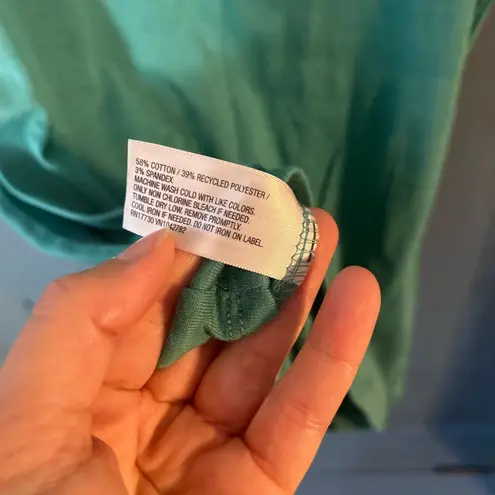 58% COTTON / 39% RECYCLED POLYESTER /
3% SPANDEX
MACHINE WASH COLD WITH LIKE COLORS.
ONLY NON CHLORINE BLEACH IF NEEDED.
TUMBLE DRY LOW. REMOVE PROMPTLY.
COOL IRON IF NEEDED. DO NOT IRON ON LABEL.
RN17730 VN1042782